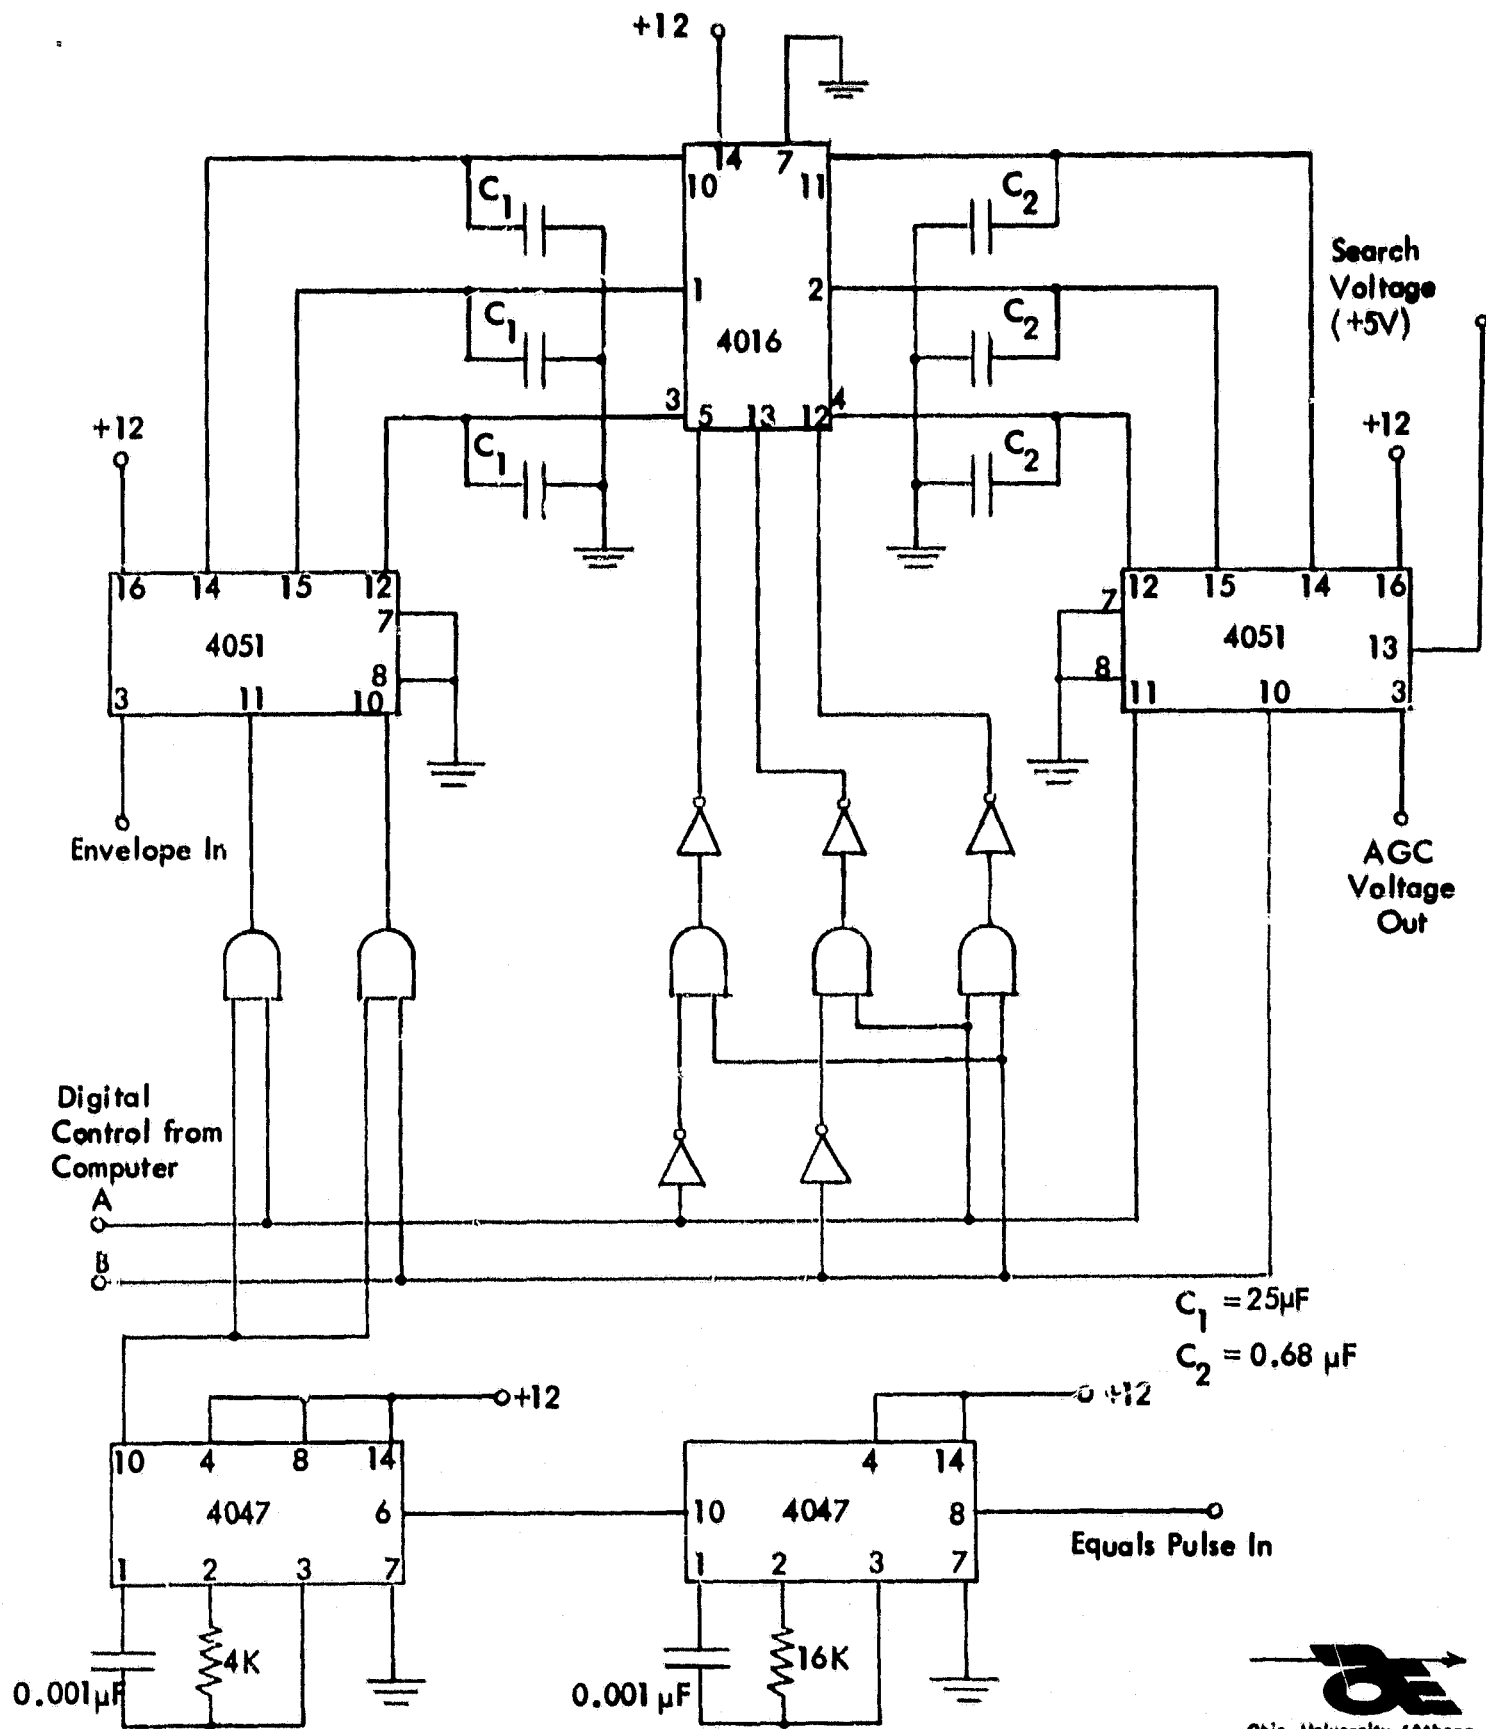 +12
14
7
10
11
C1
C2
1
2
C1
C2
4016
3
4
5
13
12
C1
C2
Search
Voltage
(+5V)
+12
+12
16
14
15
12
7
8
4051
3
11
10
12
15
14
16
7
8
4051
13
11
10
3
Envelope In
AGC
Voltage
Out
Digital
Control from
Computer
A
B
C1 = 25µF
C2 = 0.68 µF
+12
+12
10
4
8
14
4047
6
1
2
3
7
4
14
10
4047
8
1
2
3
7
Equals Pulse In
4K
0.001µF
16K
0.001µF